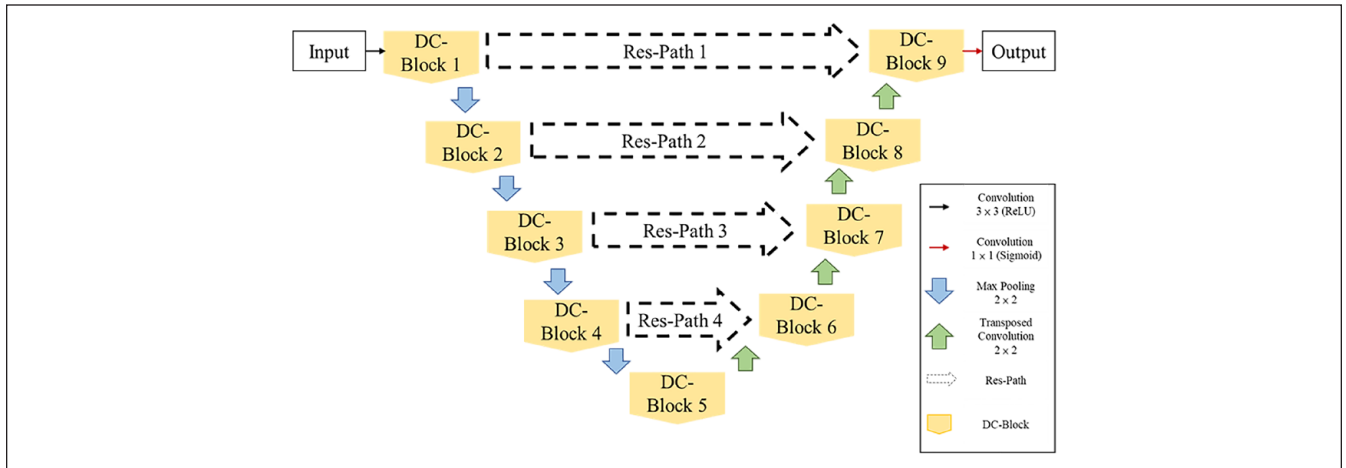 Input
DC-
Block 1
Res-Path 1
DC-
Block 9
Output
DC-
Block 2
Res-Path 2
DC-
Block 8
DC-
Block 3
Res-Path 3
DC-
Block 7
DC-
Block 4
Res-Path 4
DC-
Block 6
DC-
Block 5
Convolution
3 × 3 (ReLU)
Convolution
1 × 1 (Sigmoid)
Max Pooling
2 × 2
Transposed
Convolution
2 × 2
Res-Path
DC-Block